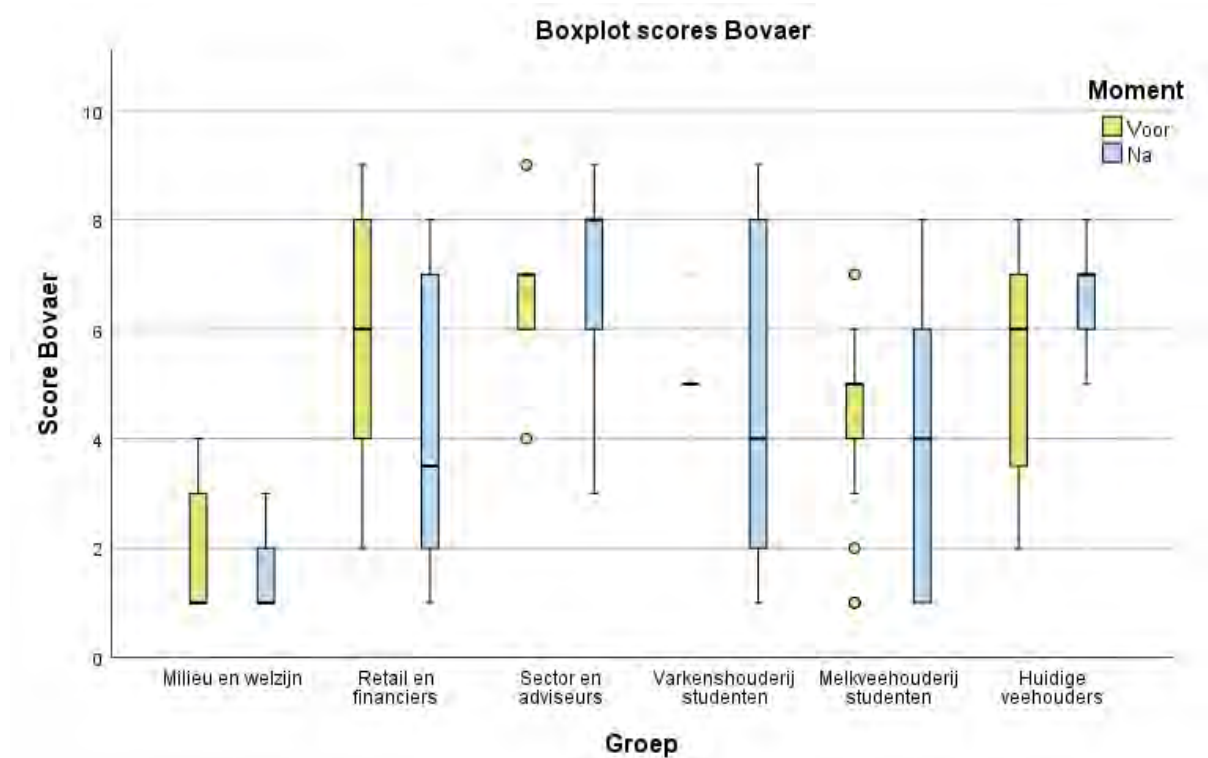 Boxplot scores Bovaer
Moment
Voor
Na
Score Bovaer
10
8
6
4
2
0
Milieu en welzijn
Retail en
financiers
Sector en
adviseurs
Varkenshouderij
studenten
Melkveehouderij
studenten
Huidige
veehouders
Groep